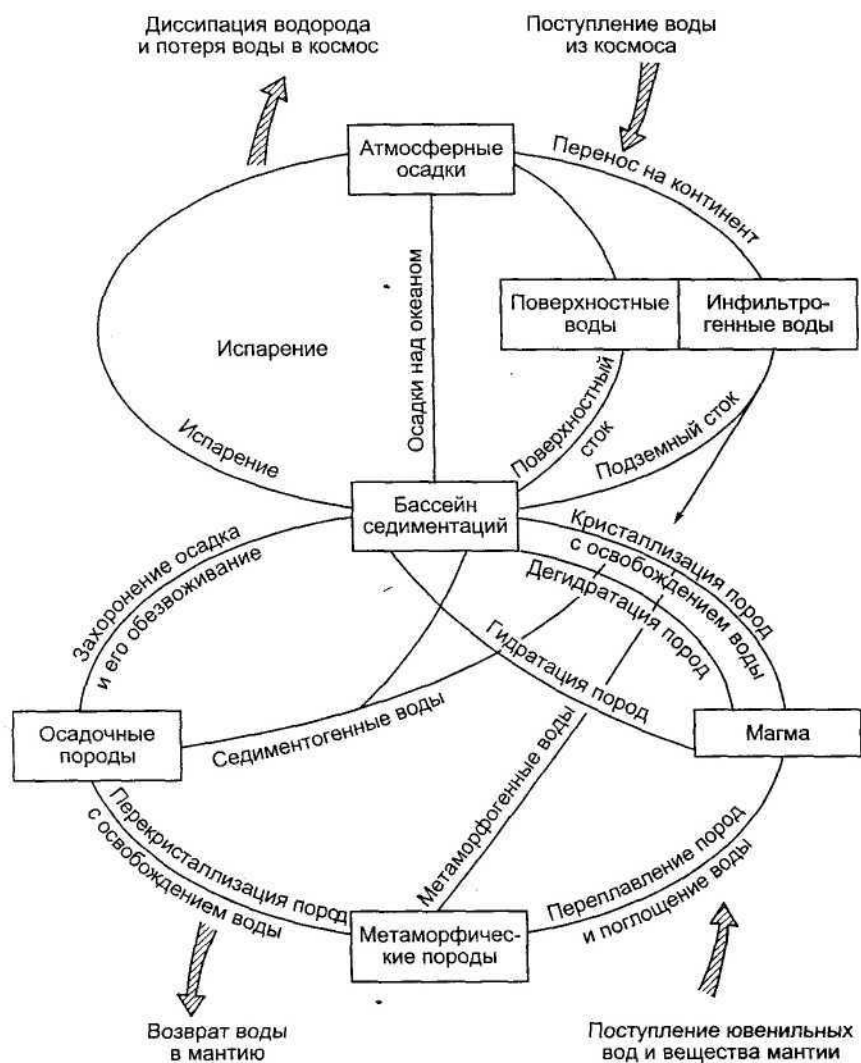 Диссипация водорода
и потеря воды в космос
Поступление воды
из космоса
Атмосферные
осадки
Перенос на континент
Поверхностные
воды
Инфильтро-
генные воды
Испарение
Осадки над океаном
Испарение
Поверхностный
сток
Подземный сток
Бассейн
седиментаций
Захоронение осадка
и его обезвоживание
Кристаллизация пород
с освобождением воды
Дегидратация пород
Гидратация пород
Осадочные
породы
Седиментогенные воды
Магма
Метаморфогенные воды
Перекристаллизация пород
с освобождением воды
Переплавление пород
и поглощение воды
Метаморфичес-
кие породы
Возврат воды
в мантию
Поступление ювенильных
вод и вещества мантии